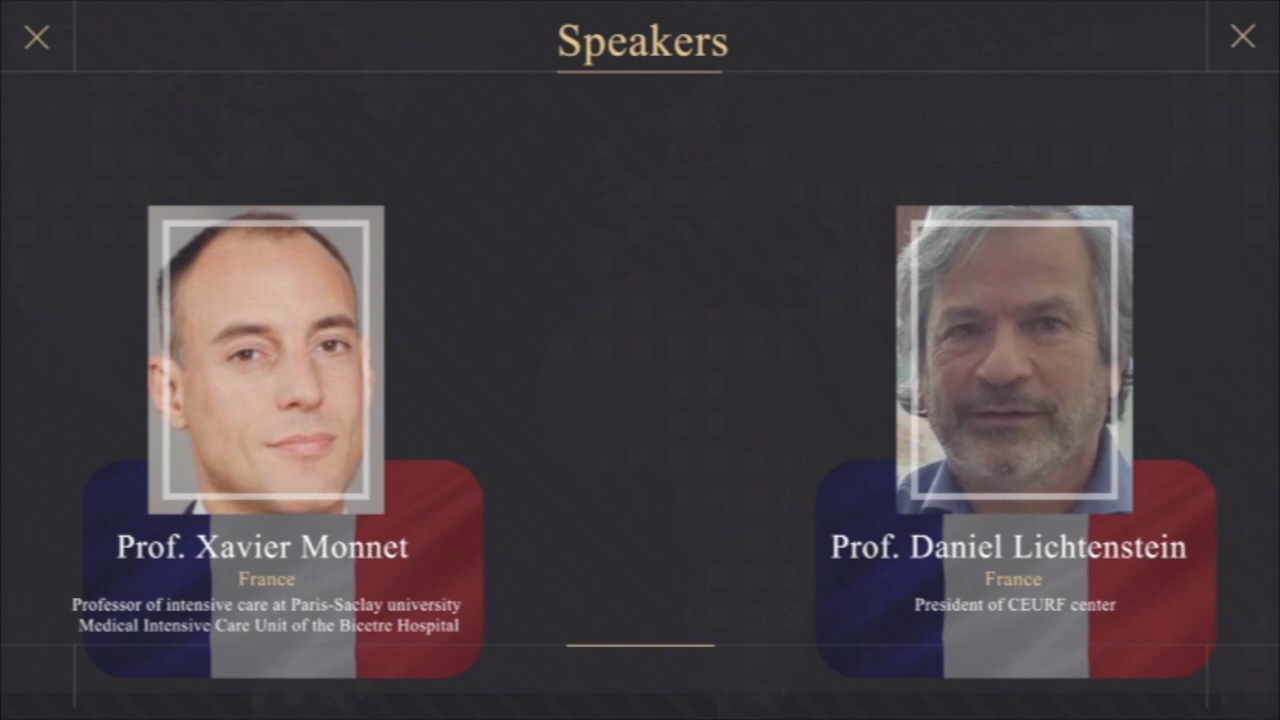 Speakers
Prof. Xavier Monnet
France
Professor of intensive care at Paris-Saclay university
Medical Intensive Care Unit of the Bicetre Hospital
Prof. Daniel Lichtenstein
France
President of CEURF center